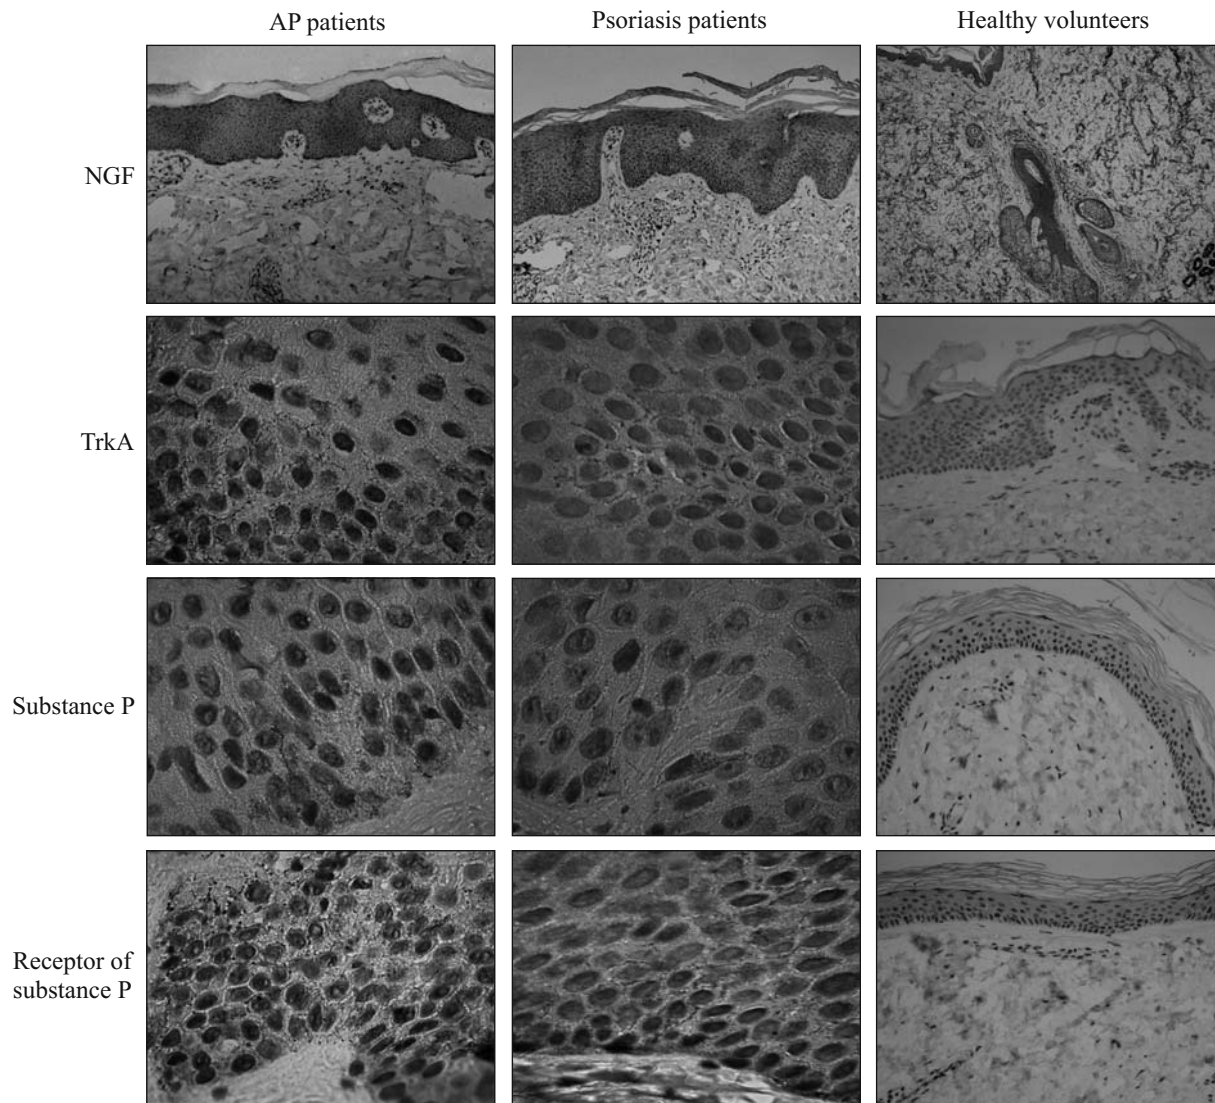 AP patients
Psoriasis patients
Healthy volunteers
NGF
TrkA
Substance P
Receptor of
substance P